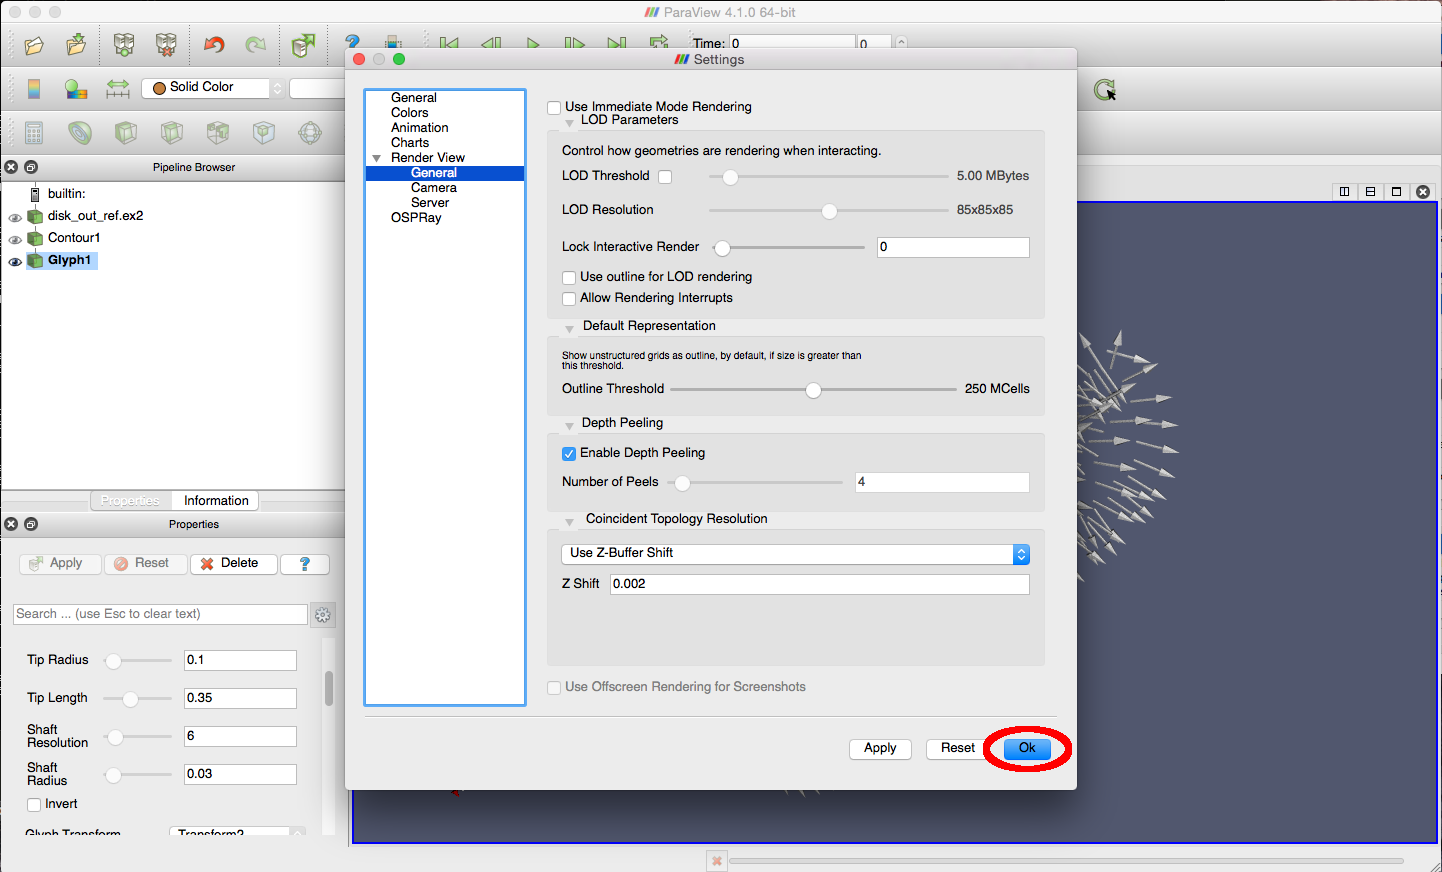 ParaView 4.1.0 64-bit
Time: 0
0
Settings
Solid Color
Pipeline Browser
builtin:
disk_out_ref.ex2
Contour1
Glyph1
Properties
Information
Properties
Apply
Reset
Delete
?
Search ... (use Esc to clear text)
Tip Radius
0.1
Tip Length
0.35
Shaft
Resolution
6
Shaft
Radius
0.03
Invert
Glyph Transform
Transform2
General
Colors
Animation
Charts
Render View
General
Camera
Server
OSPRay
Use Immediate Mode Rendering
LOD Parameters
Control how geometries are rendering when interacting.
LOD Threshold
5.00 MBytes
LOD Resolution
85x85x85
Lock Interactive Render
0
Use outline for LOD rendering
Allow Rendering Interrupts
Default Representation
Show unstructured grids as outline, by default, if size is greater than
this threshold.
Outline Threshold
250 MCells
Depth Peeling
Enable Depth Peeling
Number of Peels
4
Coincident Topology Resolution
Use Z-Buffer Shift
Z Shift
0.002
Use Offscreen Rendering for Screenshots
Apply
Reset
Ok